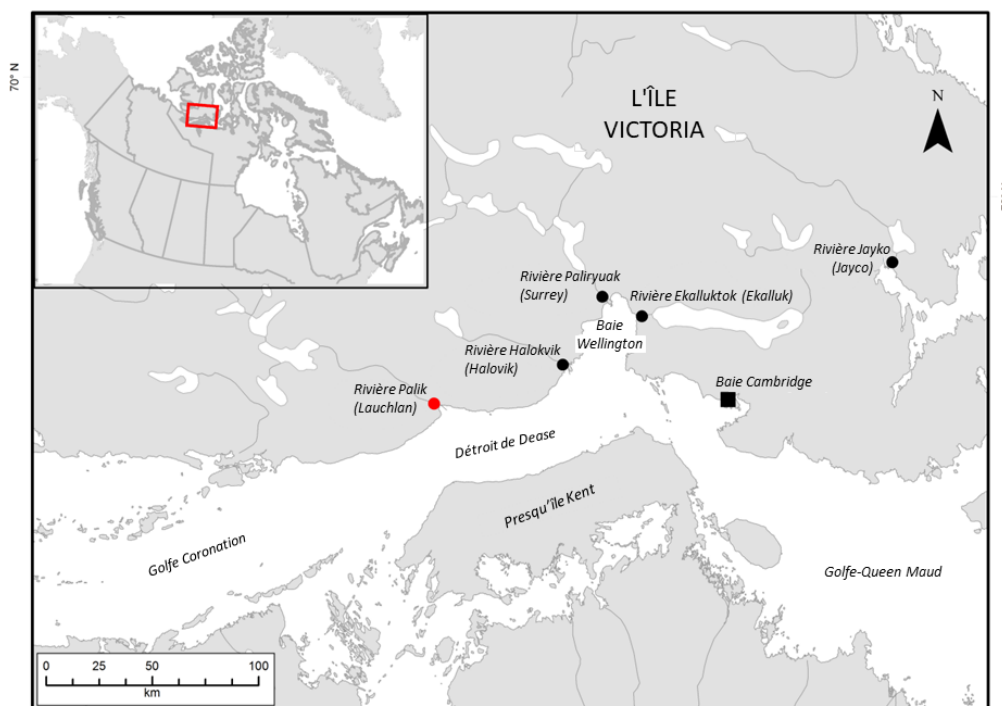 70° N
L'ÎLE
VICTORIA
N
Rivière Jayko
(Jayco)
Rivière Paliryuak
(Surrey)
Rivière Ekalluktok (Ekalluk)
Baie
Wellington
Rivière Halokvik
(Halovik)
Rivière Palik
(Lauchlan)
Baie Cambridge
Détroit de Dease
Presqu'île Kent
Golfe Coronation
Golfe-Queen Maud
0 25 50 100
km